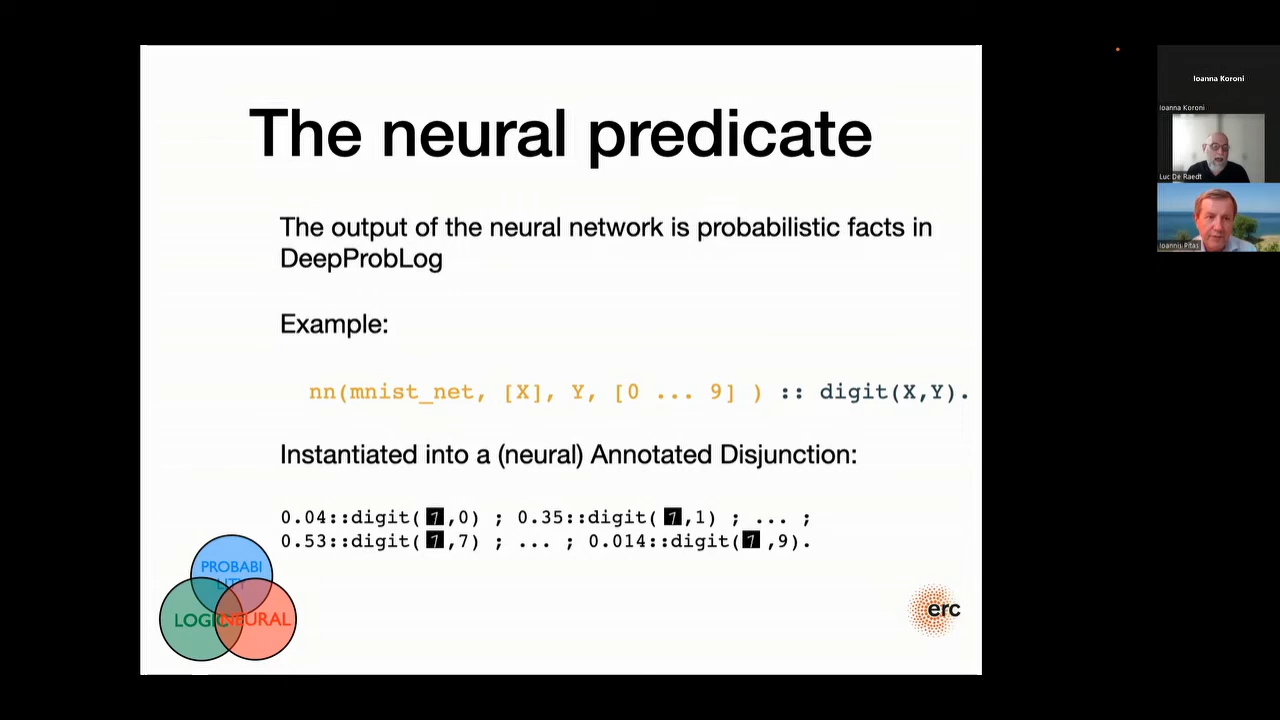 The neural predicate
The output of the neural network is probabilistic facts in
DeepProbLog
Example:
nn(mnist_net, [X], Y, [0 ... 9] ) :: digit(X,Y).
Instantiated into a (neural) Annotated Disjunction:
0.04::digit( 7 ,0) ; 0.35::digit( 7 ,1) ; ... ;
0.53::digit( 7 ,7) ; ... ; 0.014::digit( 7 ,9).
PROBABI
LITY
LOGIC
NEURAL
erc
Ioanna Koroni
Ioanna Koroni
Luc De Raedt
Ioannis Pitas